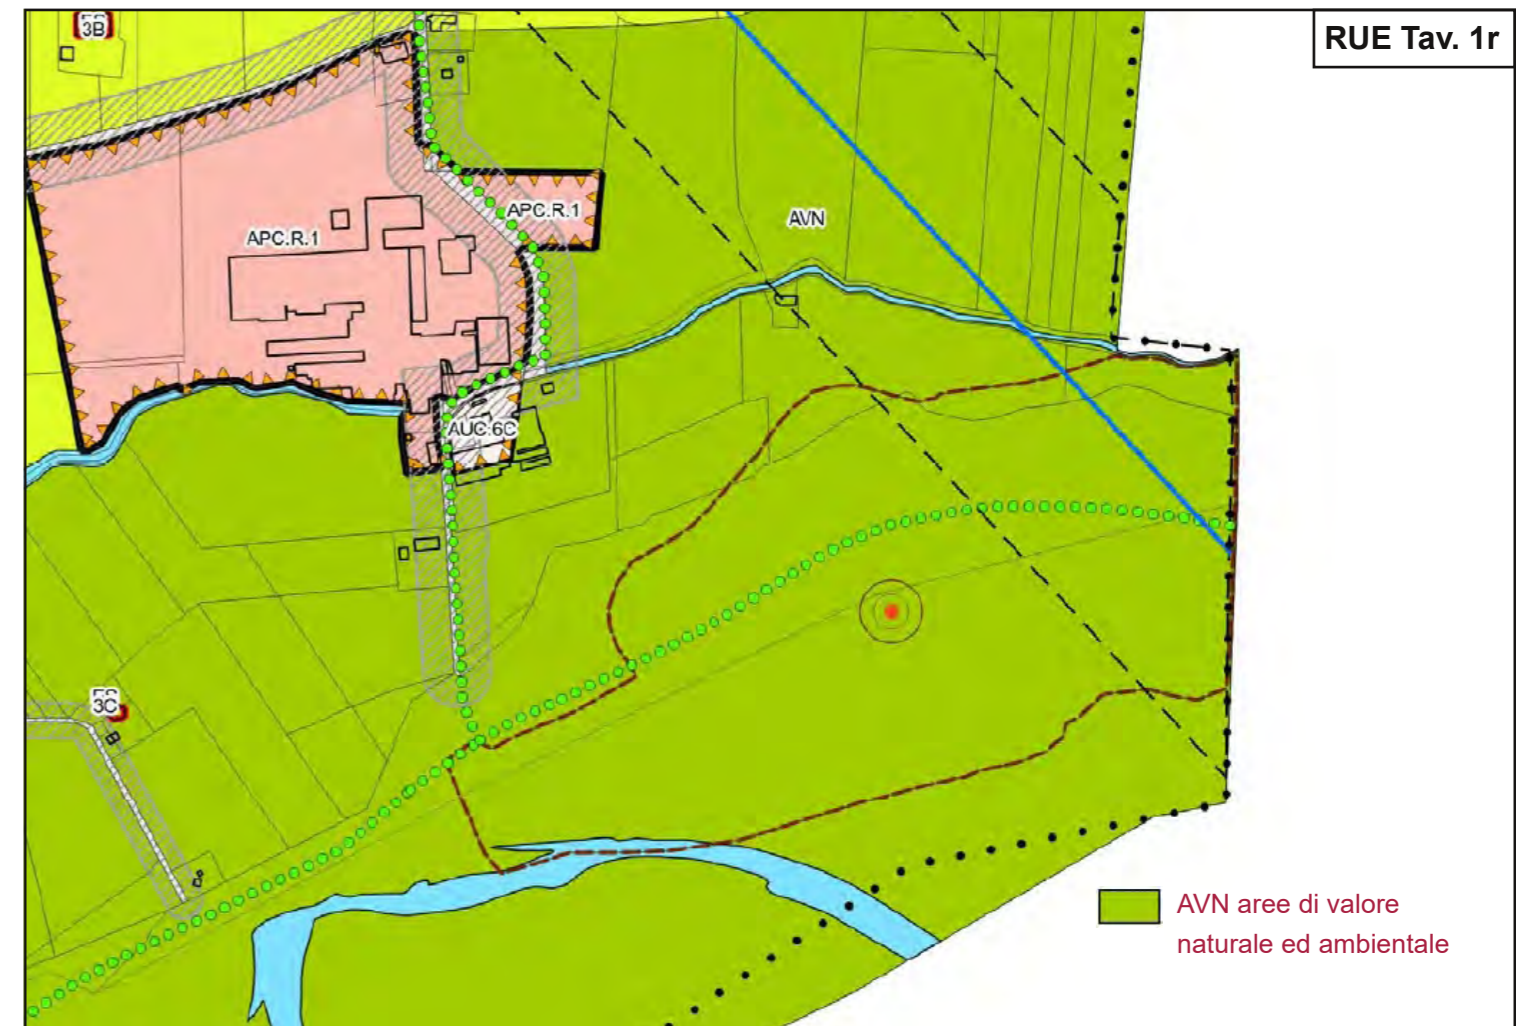 RUE Tav. 1r
3B
APC.R.1
AVN
APC.R.1
AUC.6C
3C
AVN aree di valore
naturale ed ambientale